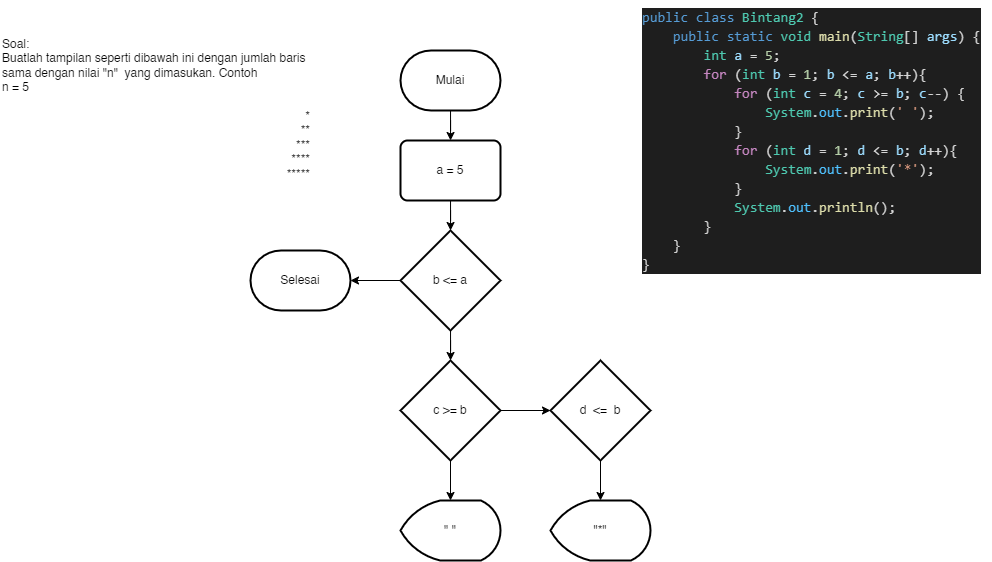 Soal:
Buatlah tampilan seperti dibawah ini dengan jumlah baris
sama dengan nilai "n"  yang dimasukan. Contoh
n = 5
*
**
***
****
*****
Mulai
a = 5
b <= a
Selesai
c >= b
d  <=  b
" "
"*"
public class Bintang2 {
    public static void main(String[] args) {
        int a = 5;
        for (int b = 1; b <= a; b++){
            for (int c = 4; c >= b; c--) {
                System.out.print(' ');
            }
            for (int d = 1; d <= b; d++){
                System.out.print('*');
            }
            System.out.println();
        }
    }
}